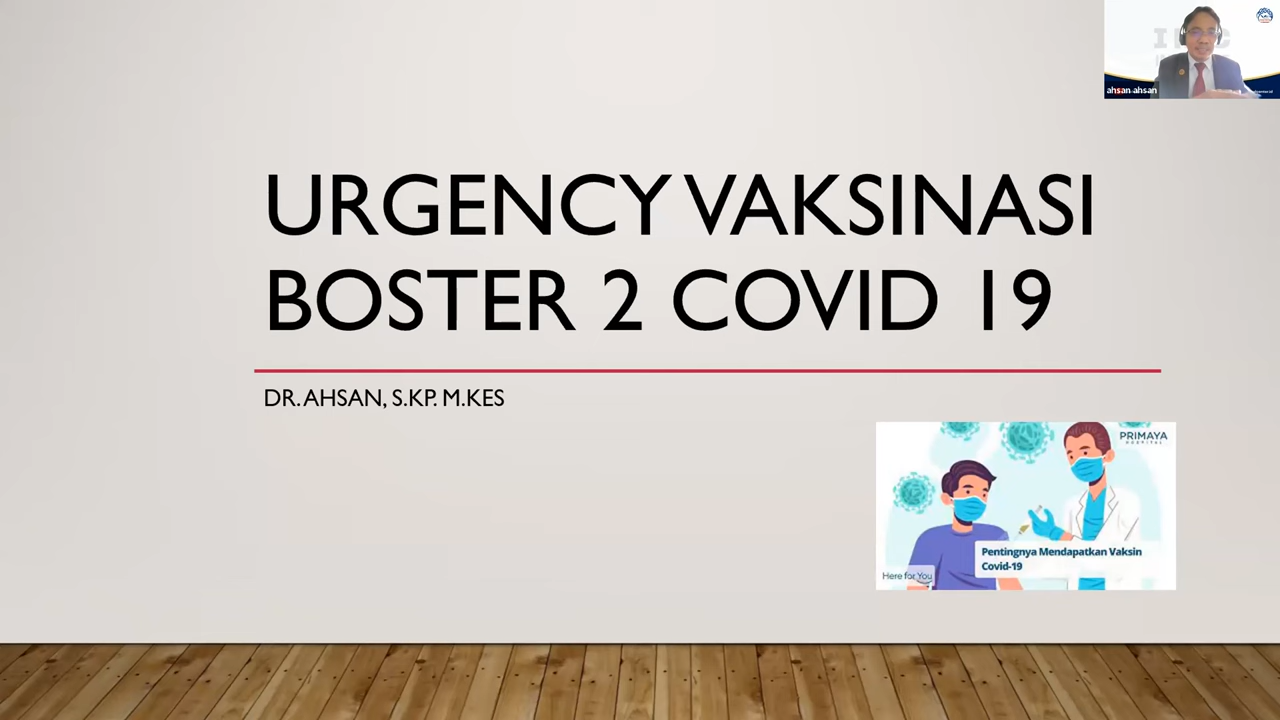 URGENCY VAKSINASI
BOSTER 2 COVID 19
DR. AHSAN, S.KP. M.KES
PRIMAYA
HOSPITAL
Pentingnya Mendapatkan Vaksin
Covid-19
Here for You
ahsan ahsan